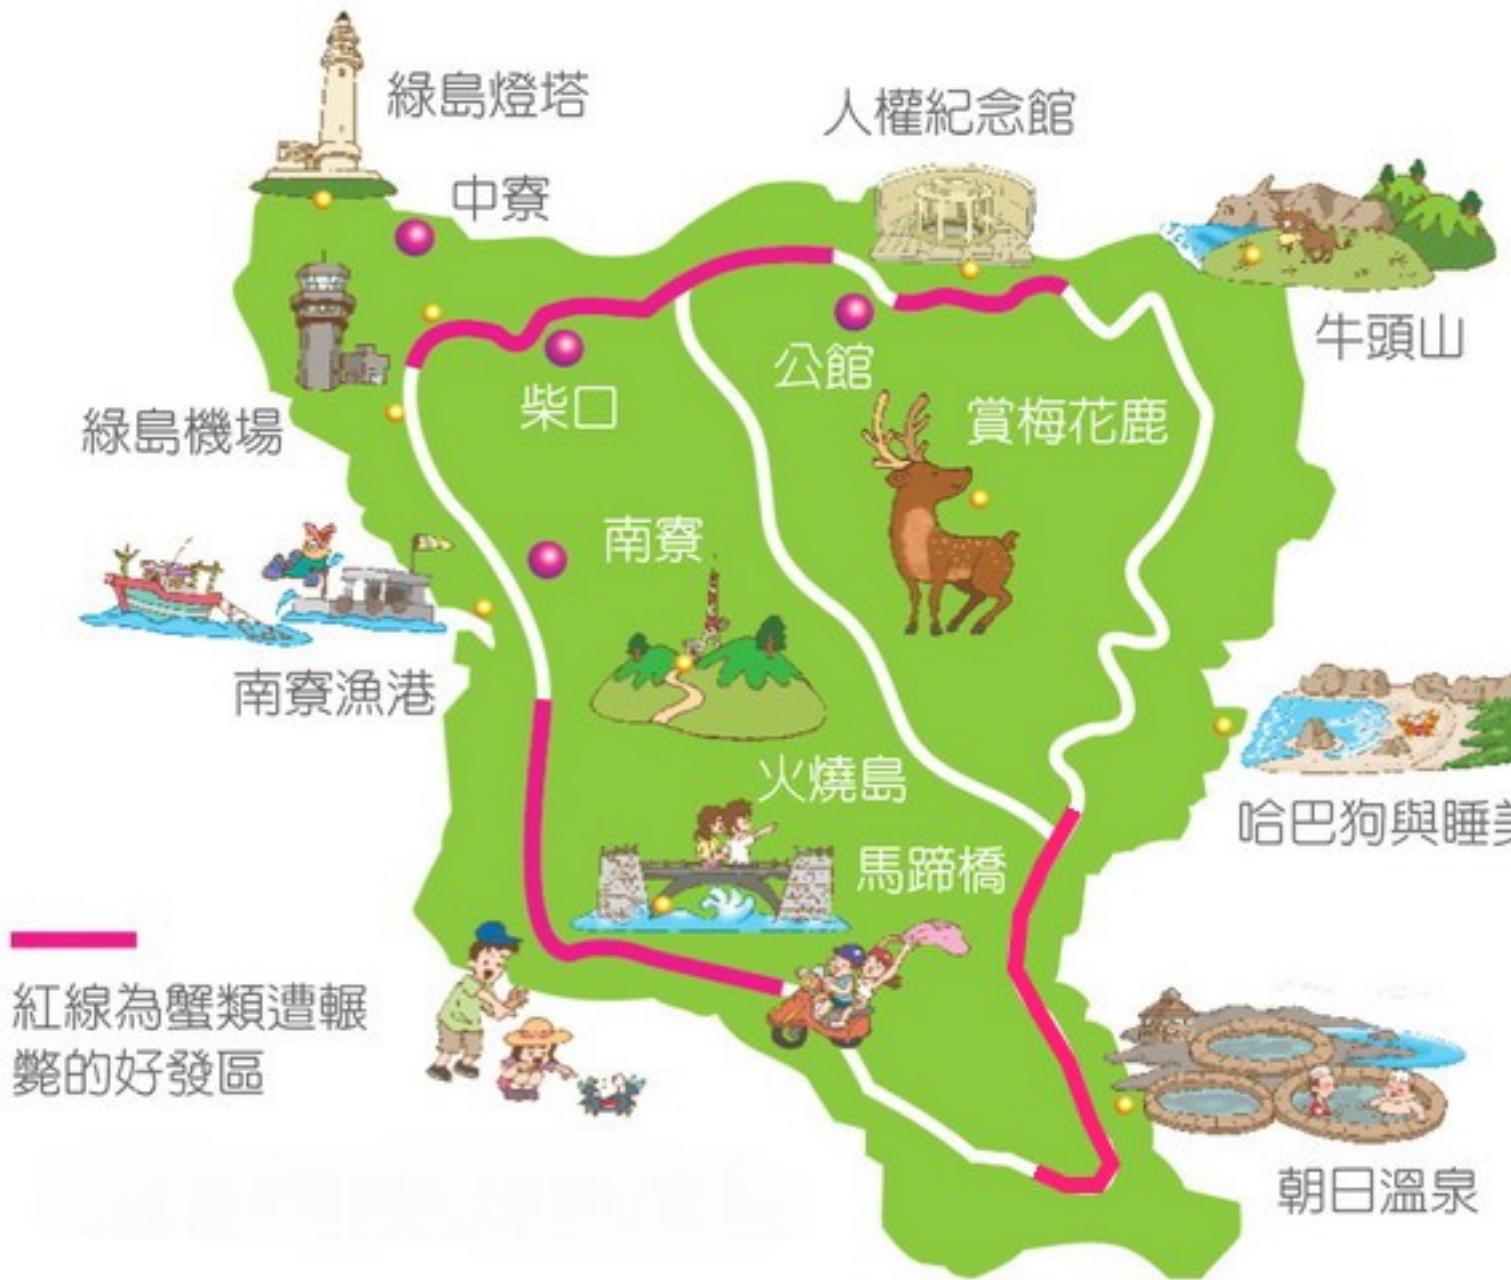 綠島燈塔
人權紀念館
中寮
牛頭山
公館
柴口
賞梅花鹿
綠島機場
南寮
南寮漁港
火燒島
哈巴狗與睡美
馬蹄橋
紅線為蟹類遭輾
斃的好發區
朝日溫泉